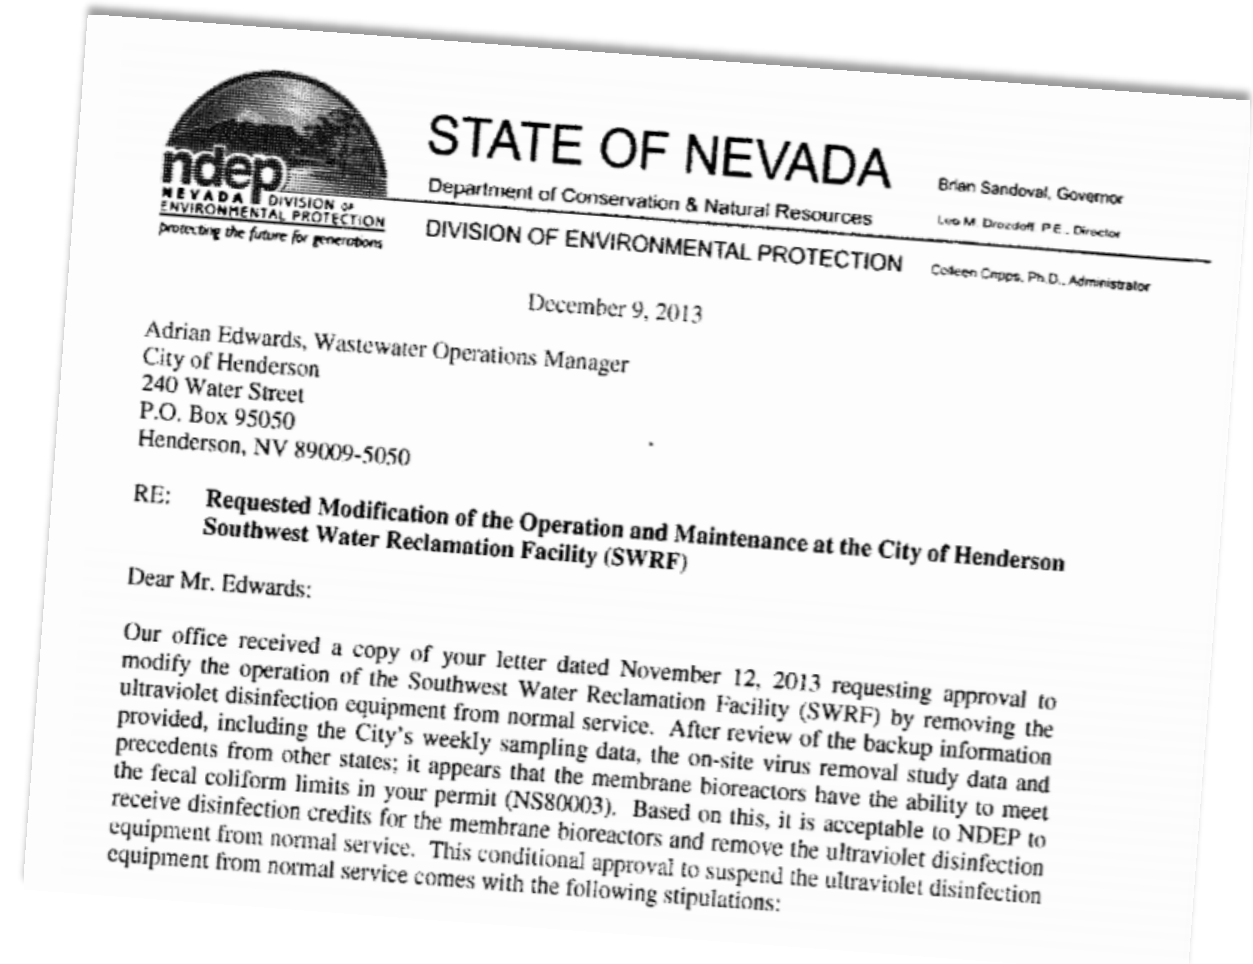 ndep
NEVADA DIVISION OF
ENVIRONMENTAL PROTECTION
protecting the future for generations
STATE OF NEVADA
Department of Conservation & Natural Resources
DIVISION OF ENVIRONMENTAL PROTECTION
Brian Sandoval, Governor
Leo M. Drozdoff, P.E., Director
Colleen Cripps, Ph.D., Administrator
December 9, 2013
Adrian Edwards, Wastewater Operations Manager
City of Henderson
240 Water Street
P.O. Box 95050
Henderson, NV 89009-5050
RE: Requested Modification of the Operation and Maintenance at the City of Henderson
Southwest Water Reclamation Facility (SWRF)
Dear Mr. Edwards:
Our office received a copy of your letter dated November 12, 2013 requesting approval to
modify the operation of the Southwest Water Reclamation Facility (SWRF) by removing the
ultraviolet disinfection equipment from normal service. After review of the backup information
provided, including the City's weekly sampling data, the on-site virus removal study data and
precedents from other states; it appears that the membrane bioreactors have the ability to meet
the fecal coliform limits in your permit (NS80003). Based on this, it is acceptable to NDEP to
receive disinfection credits for the membrane bioreactors and remove the ultraviolet disinfection
equipment from normal service. This conditional approval to suspend the ultraviolet disinfection
equipment from normal service comes with the following stipulations: